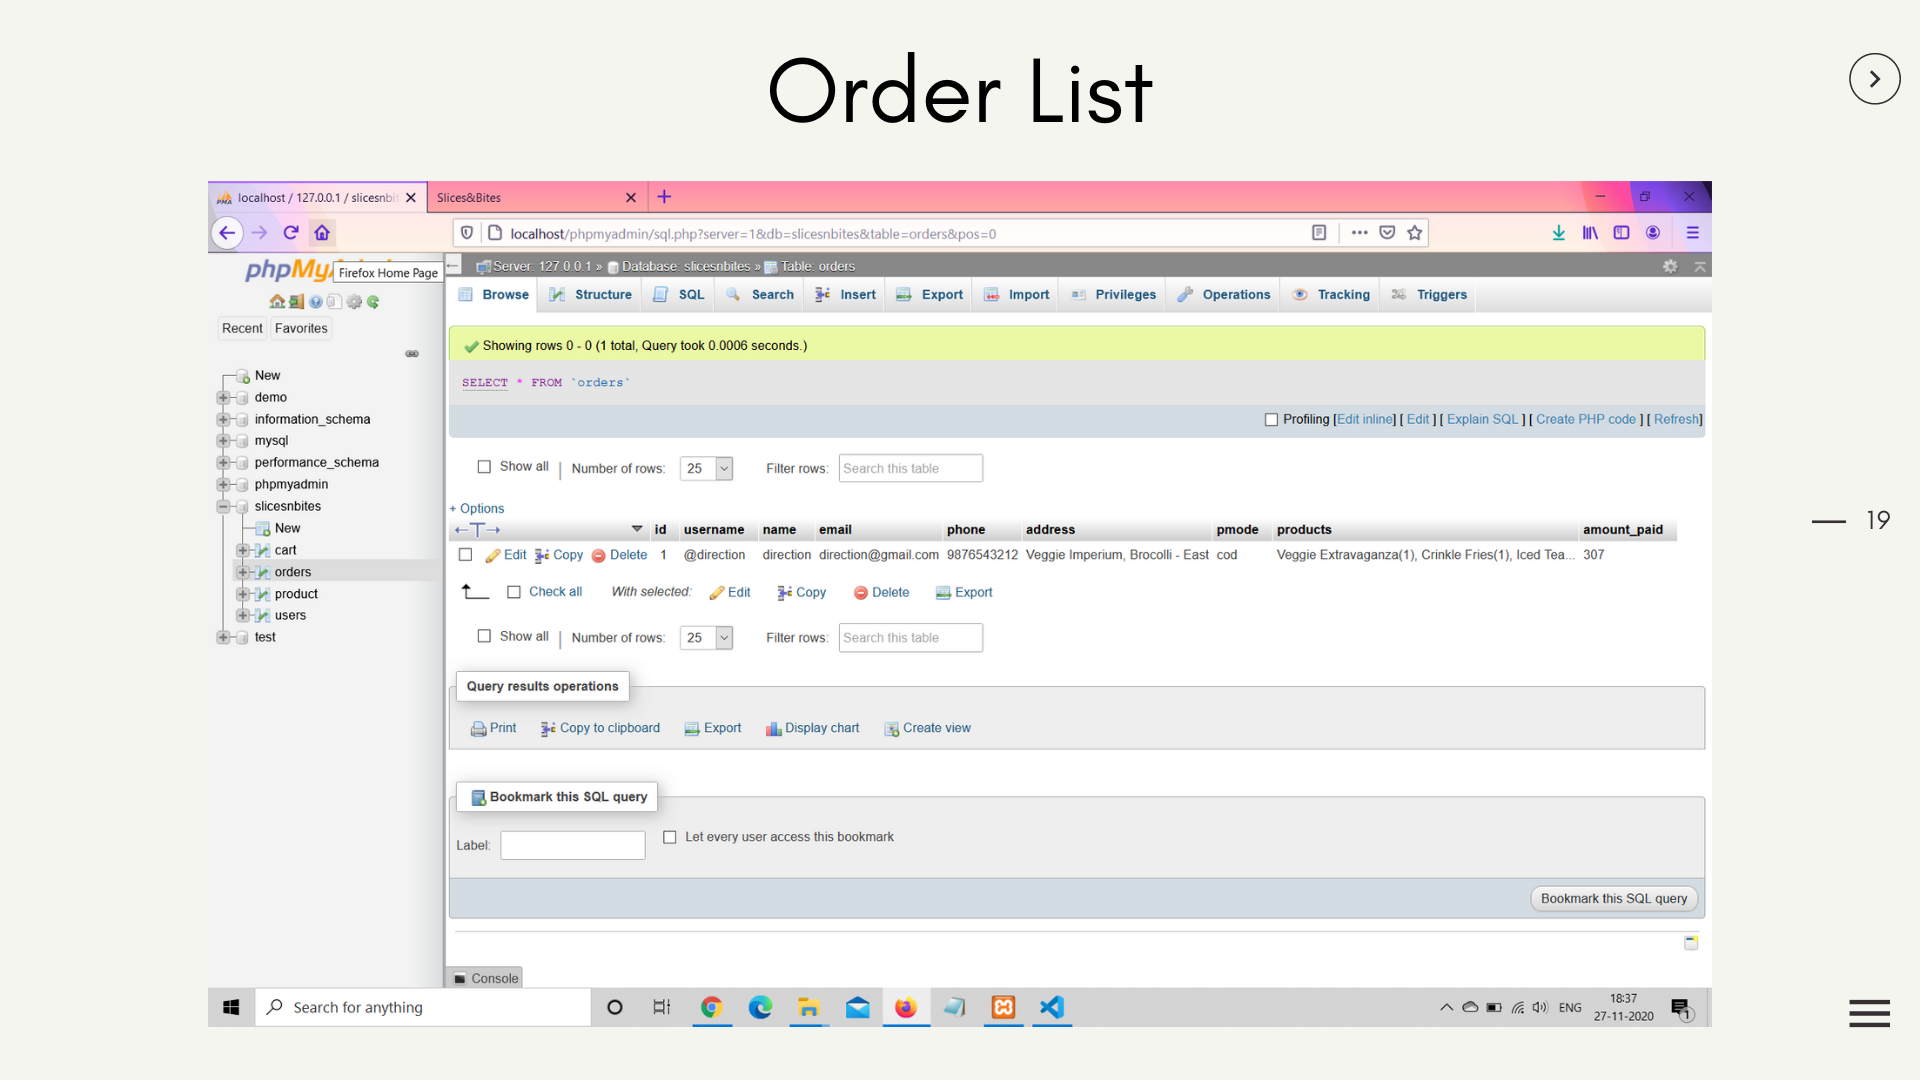 Order List
localhost / 127.0.0.1 / slicesnbit
Slices&Bites
localhost/phpmyadmin/sql.php?server=1&db=slicesnbites&table=orders&pos=0
phpMy
Firefox Home Page
Server: 127.0.0.1 » Database: slicesnbites » Table: orders
Browse Structure SQL Search Insert Export Import Privileges Operations Tracking Triggers
Recent Favorites
New
demo
information_schema
mysql
performance_schema
phpmyadmin
slicesnbites
New
cart
orders
product
users
test
Showing rows 0 - 0 (1 total, Query took 0.0006 seconds.)
SELECT * FROM `orders`
Profiling [Edit inline] [ Edit ] [ Explain SQL ] [ Create PHP code ] [ Refresh]
Show all | Number of rows: 25 Filter rows: Search this table
+ Options
←T→ id username name email phone address pmode products amount_paid
Edit Copy Delete 1 @direction direction direction@gmail.com 9876543212 Veggie Imperium, Brocolli - East cod Veggie Extravaganza(1), Crinkle Fries(1), Iced Tea... 307
Check all With selected: Edit Copy Delete Export
Show all | Number of rows: 25 Filter rows: Search this table
Query results operations
Print Copy to clipboard Export Display chart Create view
Bookmark this SQL query
Label: Let every user access this bookmark
Bookmark this SQL query
Console
Search for anything
ENG
18:37
27-11-2020
1
19